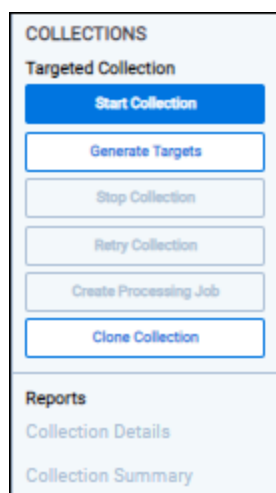 COLLECTIONS
Targeted Collection
Start Collection
Generate Targets
Stop Collection
Retry Collection
Create Processing Job
Clone Collection
Reports
Collection Details
Collection Summary